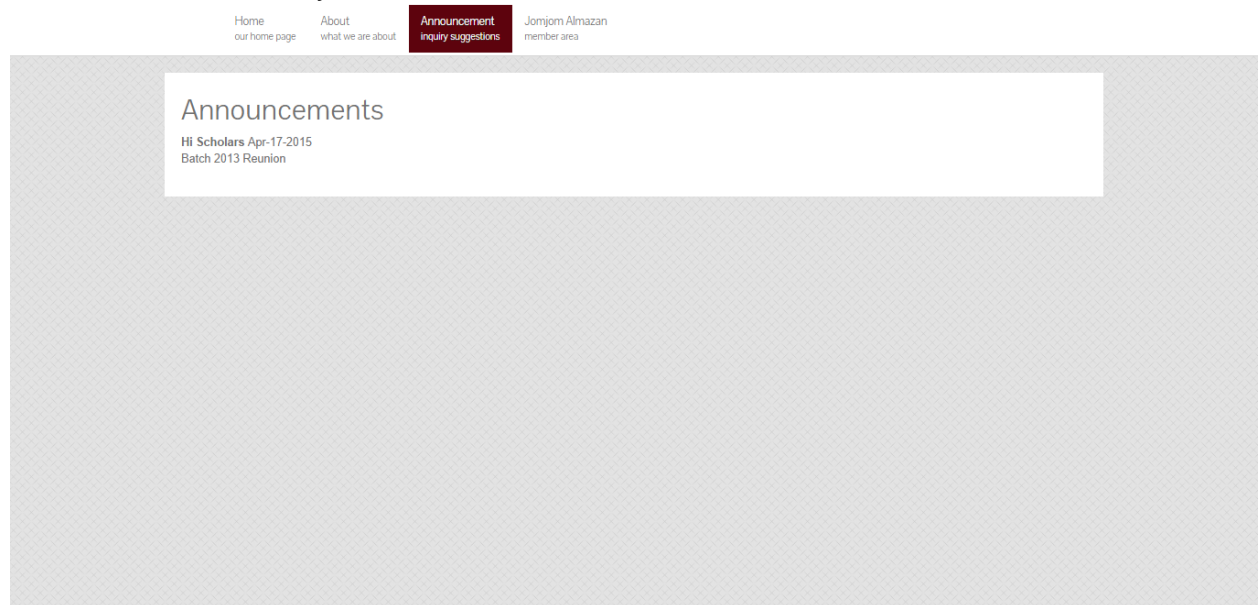 Home About Announcement Jomjom Almazan
our home page what we are about inquiry suggestions member area
Announcements
Hi Scholars Apr-17-2015
Batch 2013 Reunion